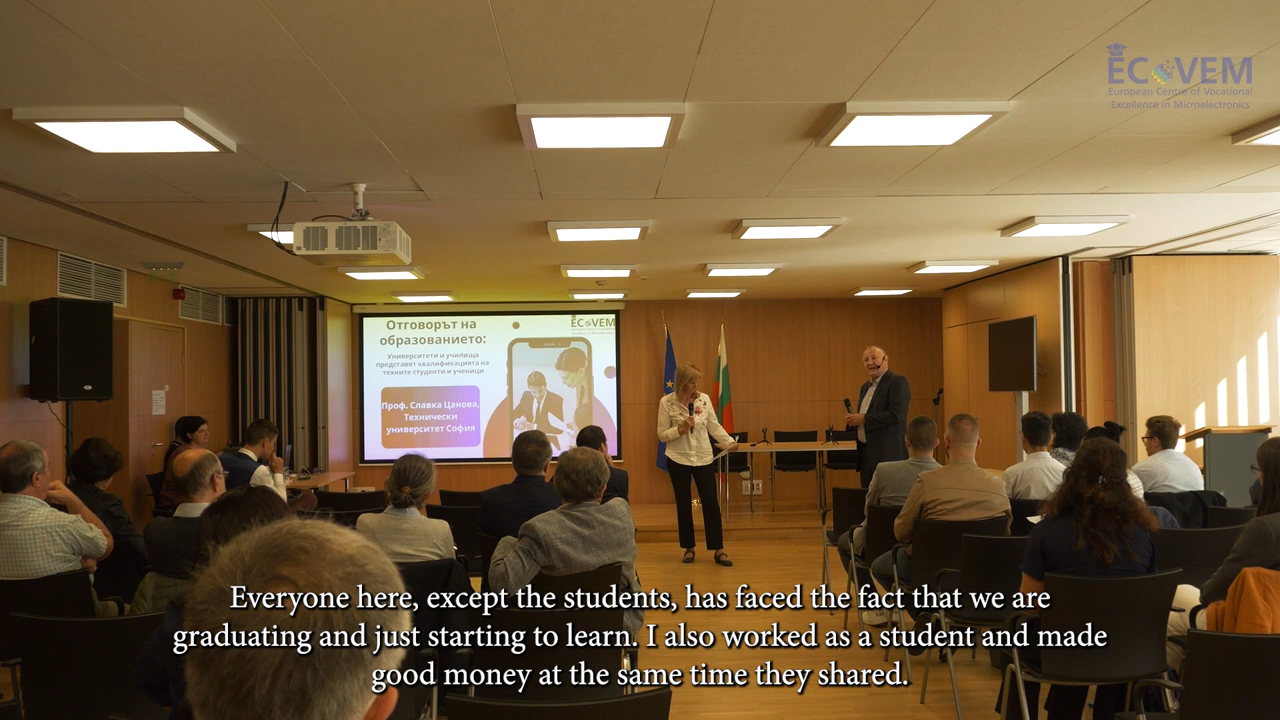 ECOVEM
European Centre of Vocational
Excellence in Microelectronics
Отговорът на
образованието:
ECOVEM
Университети и училища
представят квалификацията на
техните студенти и ученици
Проф. Славка Цанова,
Технически
университет София
Everyone here, except the students, has faced the fact that we are
graduating and just starting to learn. I also worked as a student and made
good money at the same time they shared.